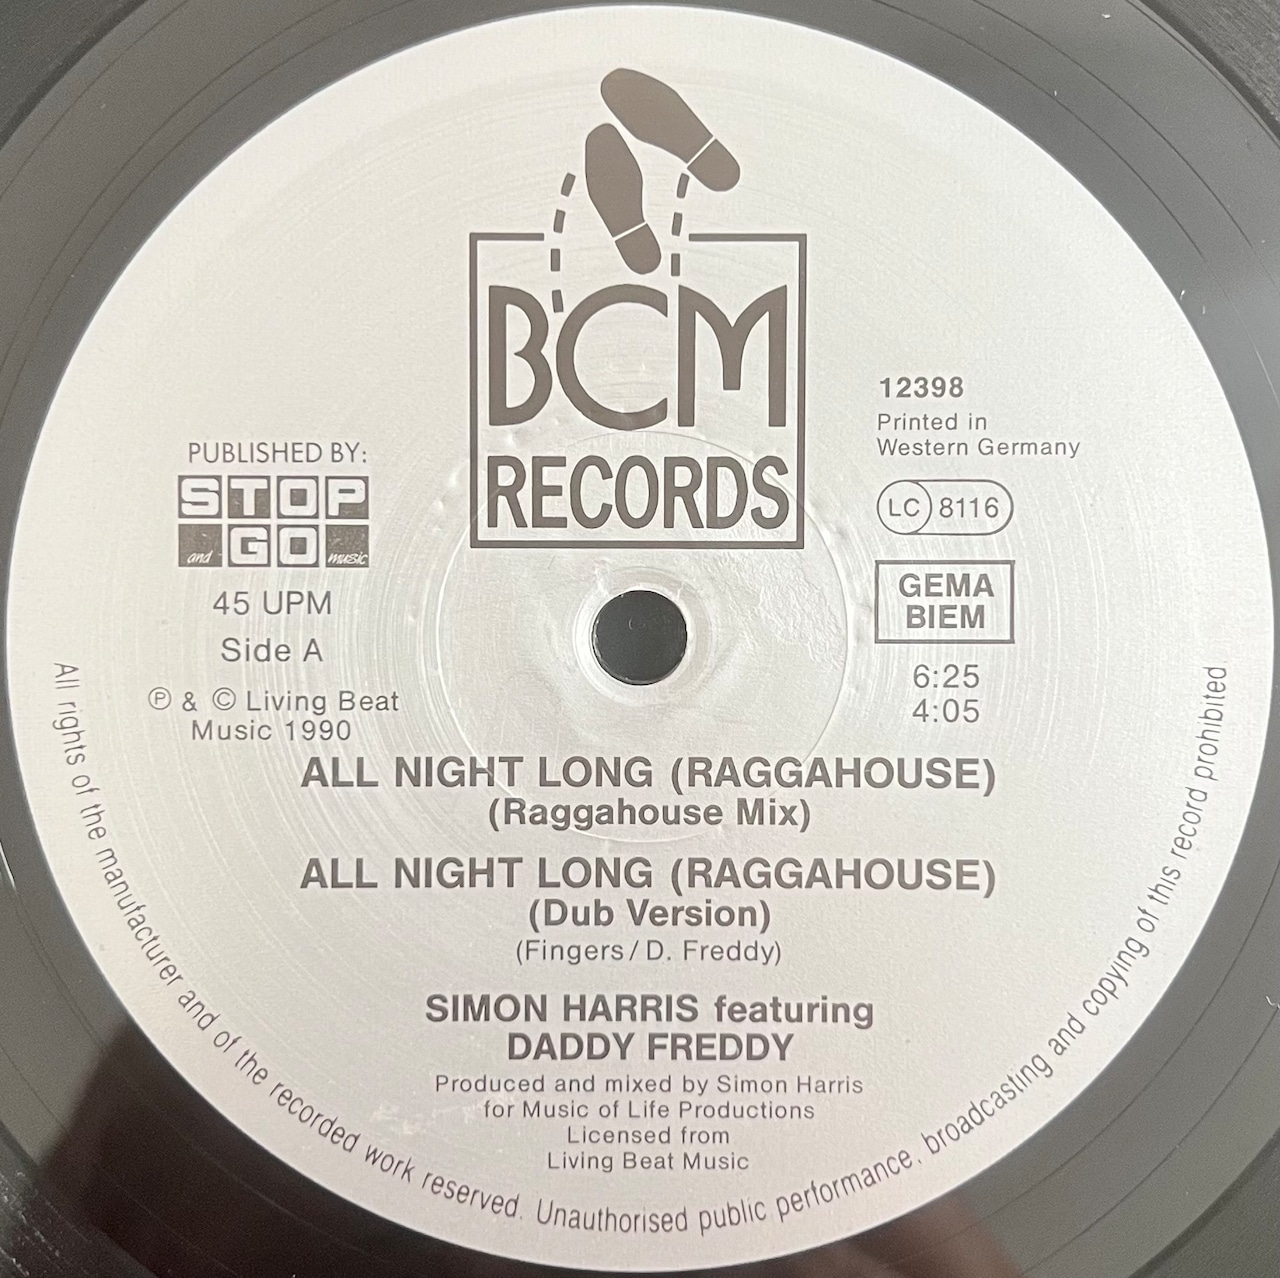 BCM
RECORDS
12398
Printed in
Western Germany
LC 8116
GEMA
BIEM
6:25
4:05
PUBLISHED BY:
STOP
and GO music
45 UPM
Side A
Ⓟ & © Living Beat
Music 1990
ALL NIGHT LONG (RAGGAHOUSE)
(Raggahouse Mix)
ALL NIGHT LONG (RAGGAHOUSE)
(Dub Version)
(Fingers / D. Freddy)
SIMON HARRIS featuring
DADDY FREDDY
Produced and mixed by Simon Harris
for Music of Life Productions
Licensed from
Living Beat Music
All rights of the manufacturer and of the recorded work reserved. Unauthorised public performance, broadcasting and copying of this record prohibited